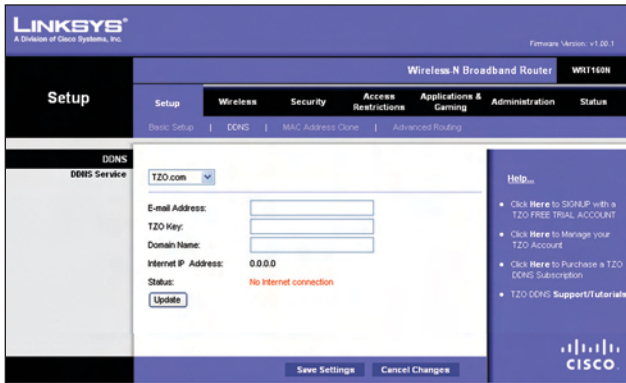 LINKSYS®
A Division of Cisco Systems, Inc.
Firmware Version: v1.00.1
Wireless-N Broadband Router WRT160N
Setup
Setup Wireless Security Access Restrictions Applications & Gaming Administration Status
Basic Setup | DDNS | MAC Address Clone | Advanced Routing
DDNS
DDNS Service
TZO.com
E-mail Address:
TZO Key:
Domain Name:
Internet IP Address: 0.0.0.0
Status: No Internet connection
Update
Help...
Click Here to SIGNUP with a
TZO FREE TRIAL ACCOUNT
Click Here to Manage your
TZO Account
Click Here to Purchase a TZO
DDNS Subscription
TZO DDNS Support/Tutorials
Save Settings Cancel Changes
CISCO.